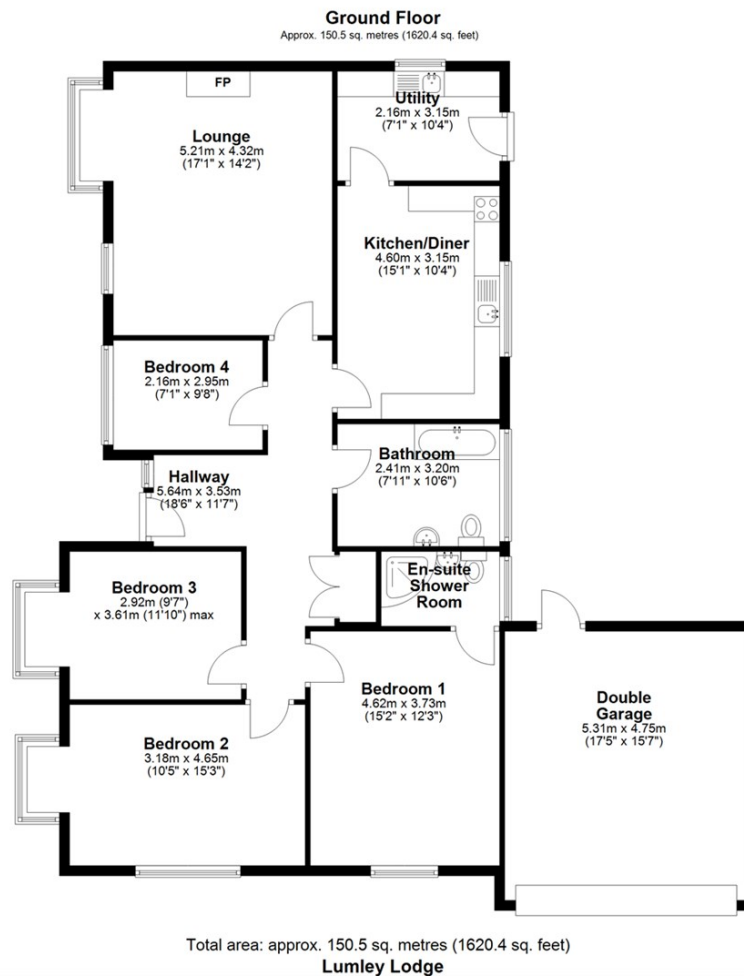 Ground Floor
Approx. 150.5 sq. metres (1620.4 sq. feet)
FP
Lounge
5.21m x 4.32m
(17'1" x 14'2")
Utility
2.16m x 3.15m
(7'1" x 10'4")
Kitchen/Diner
4.60m x 3.15m
(15'1" x 10'4")
Bedroom 4
2.16m x 2.95m
(7'1" x 9'8")
Bathroom
2.41m x 3.20m
(7'11" x 10'6")
Hallway
5.64m x 3.53m
(18'6" x 11'7")
Bedroom 3
2.92m (9'7")
x 3.61m (11'10") max
En-suite
Shower
Room
Bedroom 1
4.62m x 3.73m
(15'2" x 12'3")
Double
Garage
5.31m x 4.75m
(17'5" x 15'7")
Bedroom 2
3.18m x 4.65m
(10'5" x 15'3")
Total area: approx. 150.5 sq. metres (1620.4 sq. feet)
Lumley Lodge